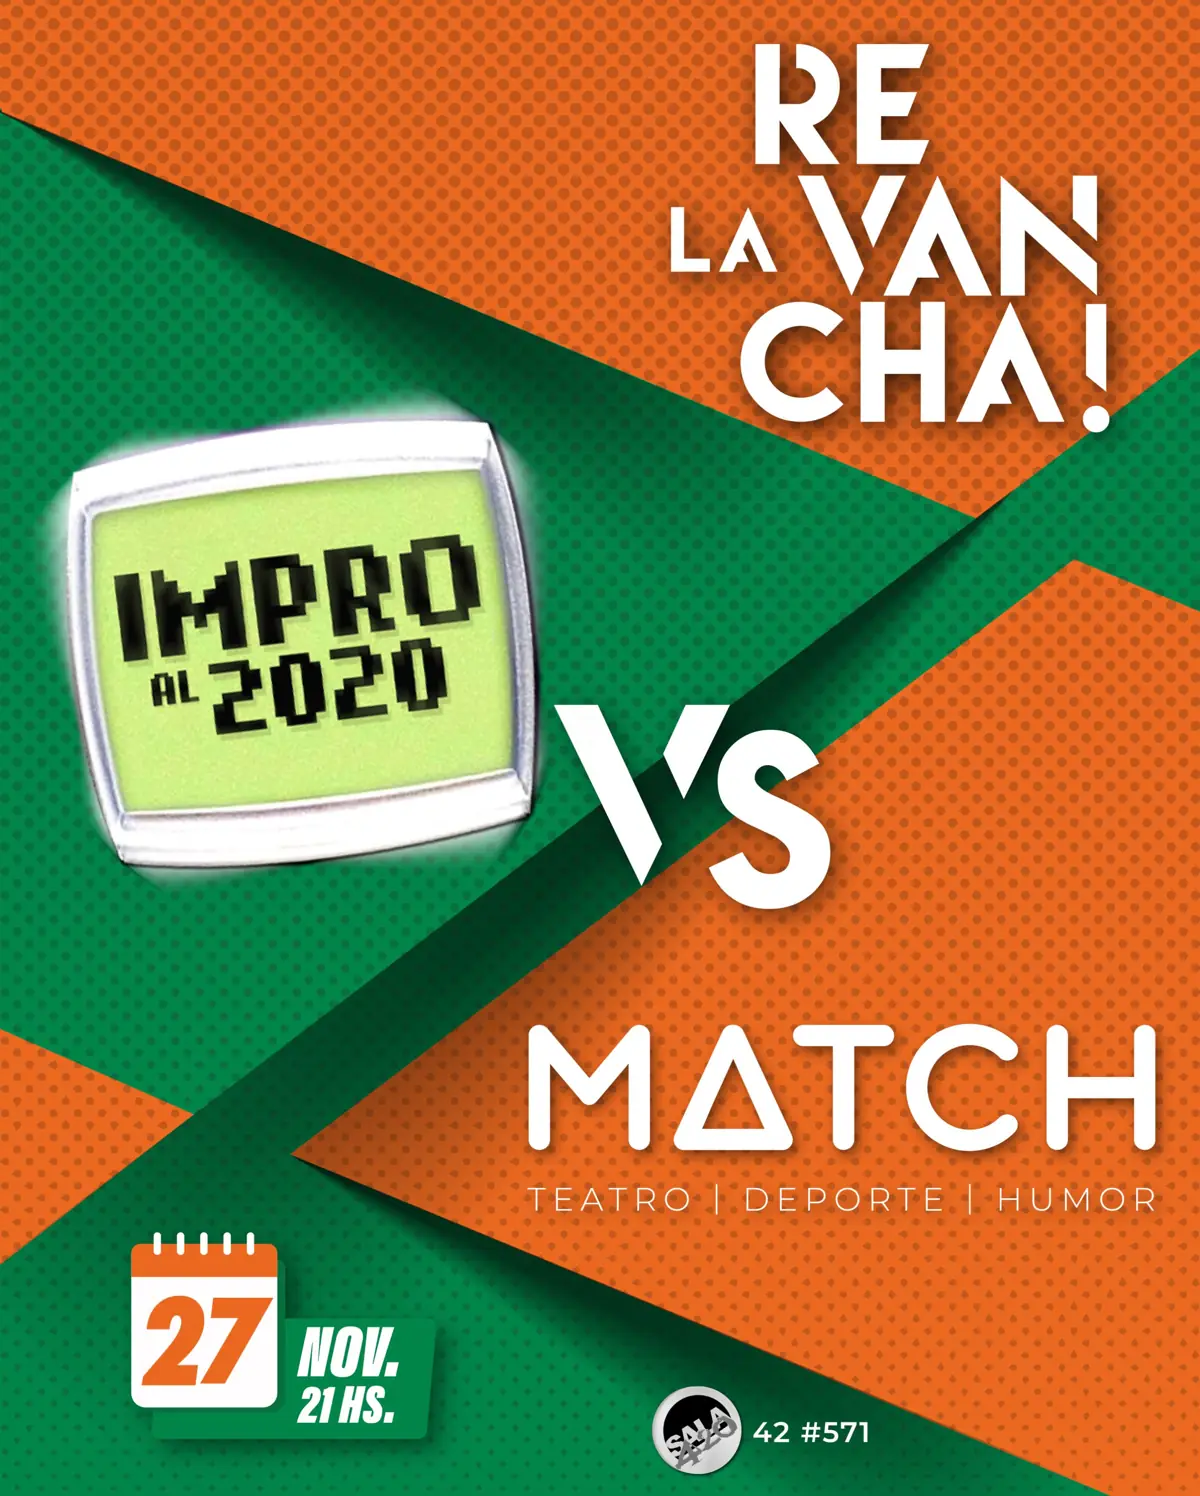 RE
LA VAN
CHA!
IMPRO
AL 2020
VS
MATCH
TEATRO | DEPORTE | HUMOR
27
NOV.
21 HS.
SALA
420
42 #571